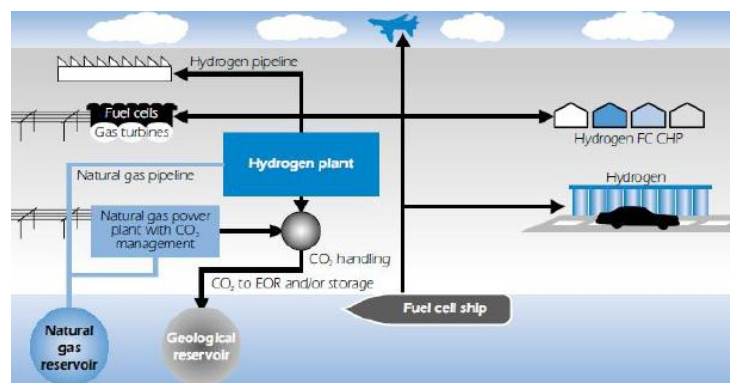 Hydrogen pipeline
Fuel cells
Gas turbines
Hydrogen FC CHP
Hydrogen plant
Natural gas pipeline
Hydrogen
Natural gas power
plant with CO₂
management
CO₂ handling
CO₂ to EOR and/or storage
Fuel cell ship
Natural
gas
reservoir
Geological
reservoir